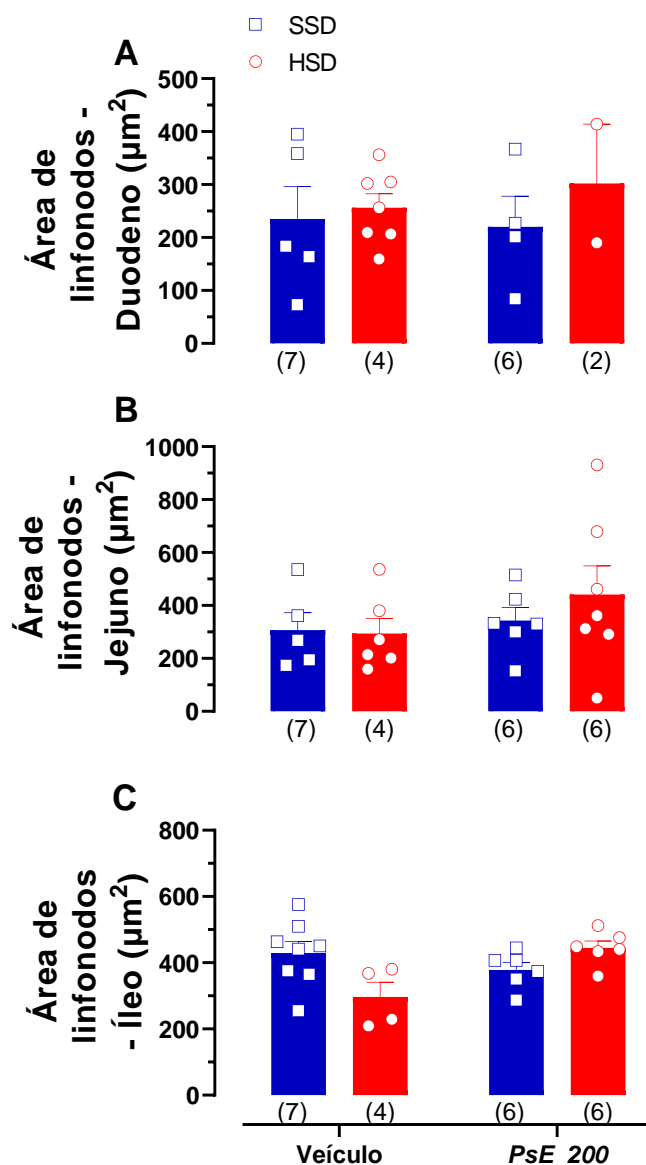 SSD
HSD
A
Área de
linfonodos -
Duodeno (µm²)
500
400
300
200
100
0
(7) (4) (6) (2)
B
Área de
linfonodos -
Jejuno (µm²)
1000
800
600
400
200
0
(7) (4) (6) (6)
C
Área de
linfonodos
- Íleo (µm²)
800
600
400
200
0
(7) (4) (6) (6)
Veículo PsE 200